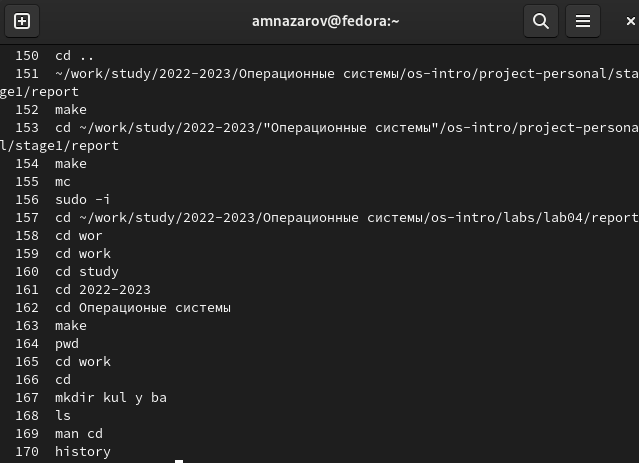 amnazarov@fedora:~
150 cd ..
151 ~/work/study/2022-2023/Операционные системы/os-intro/project-personal/sta
ge1/report
152 make
153 cd ~/work/study/2022-2023/"Операционные системы"/os-intro/project-persona
l/stage1/report
154 make
155 mc
156 sudo -i
157 cd ~/work/study/2022-2023/Операционные системы/os-intro/labs/lab04/report
158 cd wor
159 cd work
160 cd study
161 cd 2022-2023
162 cd Операционые системы
163 make
164 pwd
165 cd work
166 cd
167 mkdir kul y ba
168 ls
169 man cd
170 history